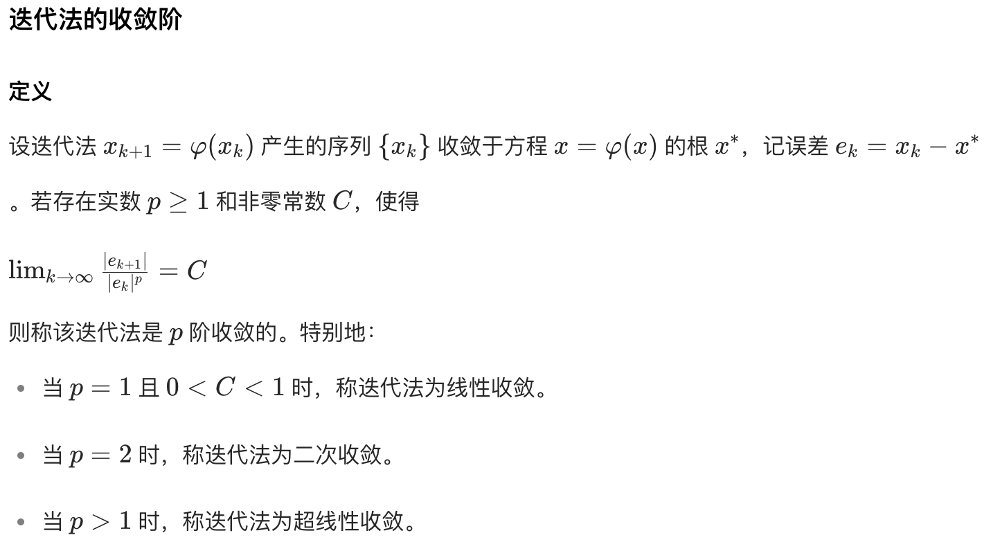 迭代法的收敛阶
定义
设迭代法 $x_{k+1} = \varphi(x_k)$ 产生的序列 $\{x_k\}$ 收敛于方程 $x = \varphi(x)$ 的根 $x^*$，记误差 $e_k = x_k - x^*$
。若存在实数 $p \geq 1$ 和非零常数 $C$，使得
$\lim_{k \to \infty} \frac{|e_{k+1}|}{|e_k|^p} = C$
则称该迭代法是 $p$ 阶收敛的。特别地：
• 当 $p = 1$ 且 $0 < C < 1$ 时，称迭代法为线性收敛。
• 当 $p = 2$ 时，称迭代法为二次收敛。
• 当 $p > 1$ 时，称迭代法为超线性收敛。